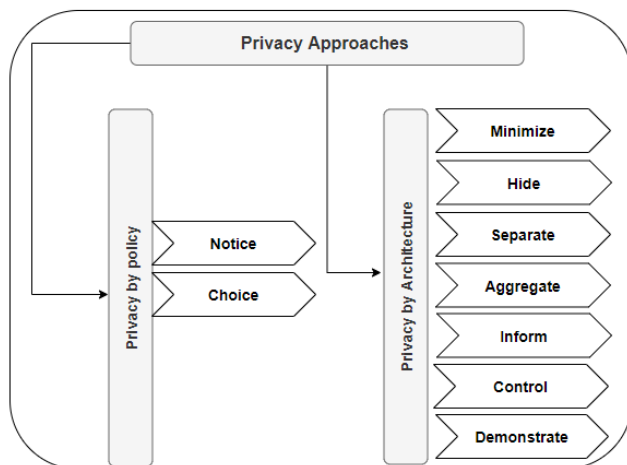 Privacy Approaches
Privacy by policy
Notice
Choice
Privacy by Architecture
Minimize
Hide
Separate
Aggregate
Inform
Control
Demonstrate